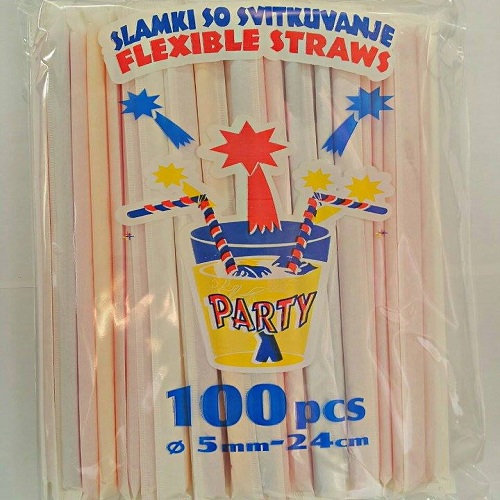 SLAMKI SO SVITKUVANJE
FLEXIBLE STRAWS
PARTY
100 pcs
ø 5mm-24cm